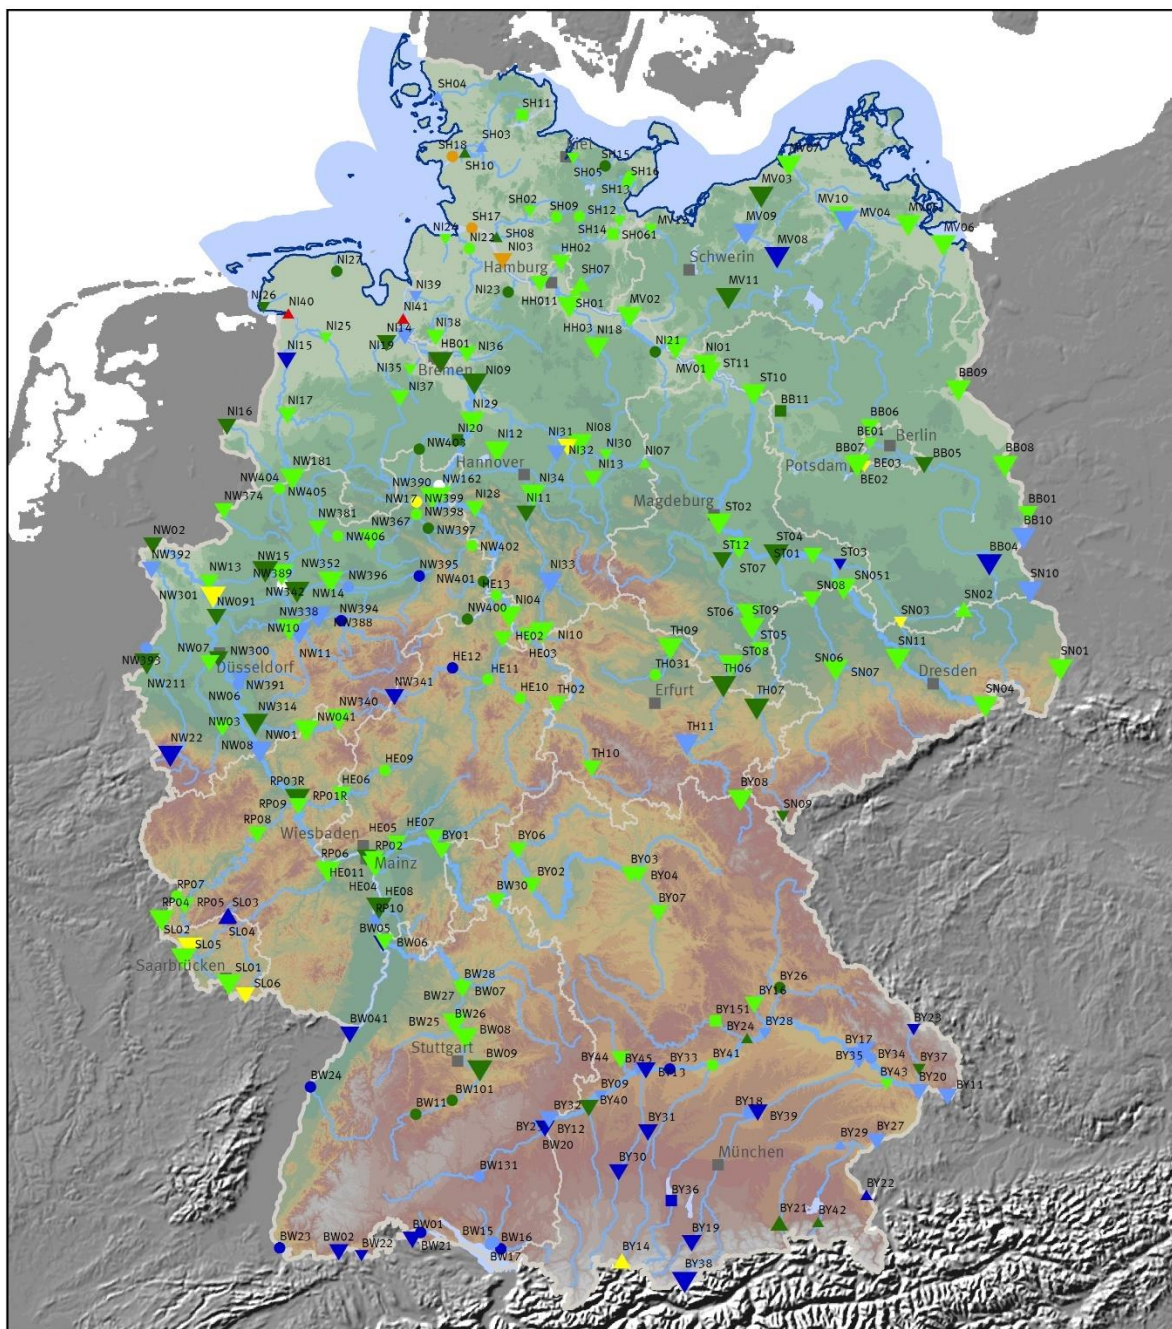 SH04
SH11
SH03
SH18
SH10
Kiel
SH15
SH05
SH16
SH13
MV07
MV03
SH02
SH09
SH12
MV10
MV04
MV05
MV09
MV12
SH17
SH08
SH14
SH061
MV06
NI24
NI22
NI03
HH02
MV08
Schwerin
NI27
Hamburg
SH07
NI39
NI23
HH011
SH01
MV02
MV11
NI26
NI40
NI41
NI25
NI14
NI38
HH03
NI18
NI19
HB01
NI36
NI15
NI21
NI01
MV01
ST11
Bremen
NI35
NI09
NI37
ST10
BB09
NI17
NI29
BB11
NI16
NI20
BB06
BE01
Berlin
NW403
NI12
NI31
NI08
NI30
NI32
NI07
BB07
BE03
BB05
BB08
Hannover
Potsdam
BE02
NW181
NW404
NW390
NW162
NI13
NI34
NW405
NW17
NW399
NI28
NI11
Magdeburg
BB01
NW374
NW398
ST02
NW381
NW367
NW397
BB10
NW02
NW406
NW402
ST12
ST04
ST01
ST03
BB04
NW392
NW15
NW389
NW352
NW396
NW395
NW401
NI33
ST07
SN051
SN10
NW13
NW342
NW14
HE13
SN08
NW301
NW091
NW338
NW394
NW400
NI04
ST06
ST09
SN02
NW388
SN03
NW10
HE02
NI10
TH09
ST05
SN11
NW07
NW300
NW11
HE03
ST08
NW393
Düsseldorf
HE12
HE11
TH031
TH06
SN06
SN07
SN01
NW211
NW391
Dresden
NW06
NW341
HE10
TH02
Erfurt
TH07
NW314
NW340
SN04
NW03
NW041
NW01
TH11
NW22
NW08
HE09
TH10
RP03R
HE06
BY08
RP01R
RP09
SN09
RP08
Wiesbaden
HE05
HE07
BY01
BY06
RP02
RP06
Mainz
HE011
BY03
BY04
RP07
HE04
HE08
BY02
RP04
RP05
SL03
BW30
BY07
RP10
SL02
SL04
BW05
BW06
SL05
Saarbrücken
SL01
SL06
BW28
BY26
BW27
BW07
BY16
BW041
BW26
BW25
BY151
BY23
BW08
BY24
BY28
Stuttgart
BY17
BY44
BY45
BY33
BY41
BY35
BY34
BY37
BW09
BY13
BW24
BW101
BY43
BY20
BY11
BY09
BY40
BW11
BY32
BY18
BY39
BY12
BY31
BY27
BW20
BY29
BY30
München
BW131
BY36
BY22
BY21
BY42
BW01
BW23
BW02
BW22
BW21
BW15
BW16
BW17
BY19
BY14
BY38